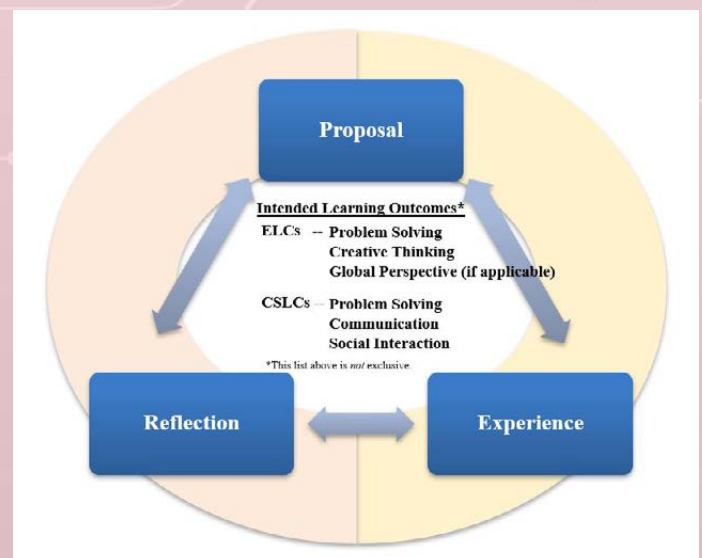 Proposal
Intended Learning Outcomes*
ELCs -- Problem Solving
Creative Thinking
Global Perspective (if applicable)
CSLCs -- Problem Solving
Communication
Social Interaction
*This list above is not exclusive.
Reflection
Experience